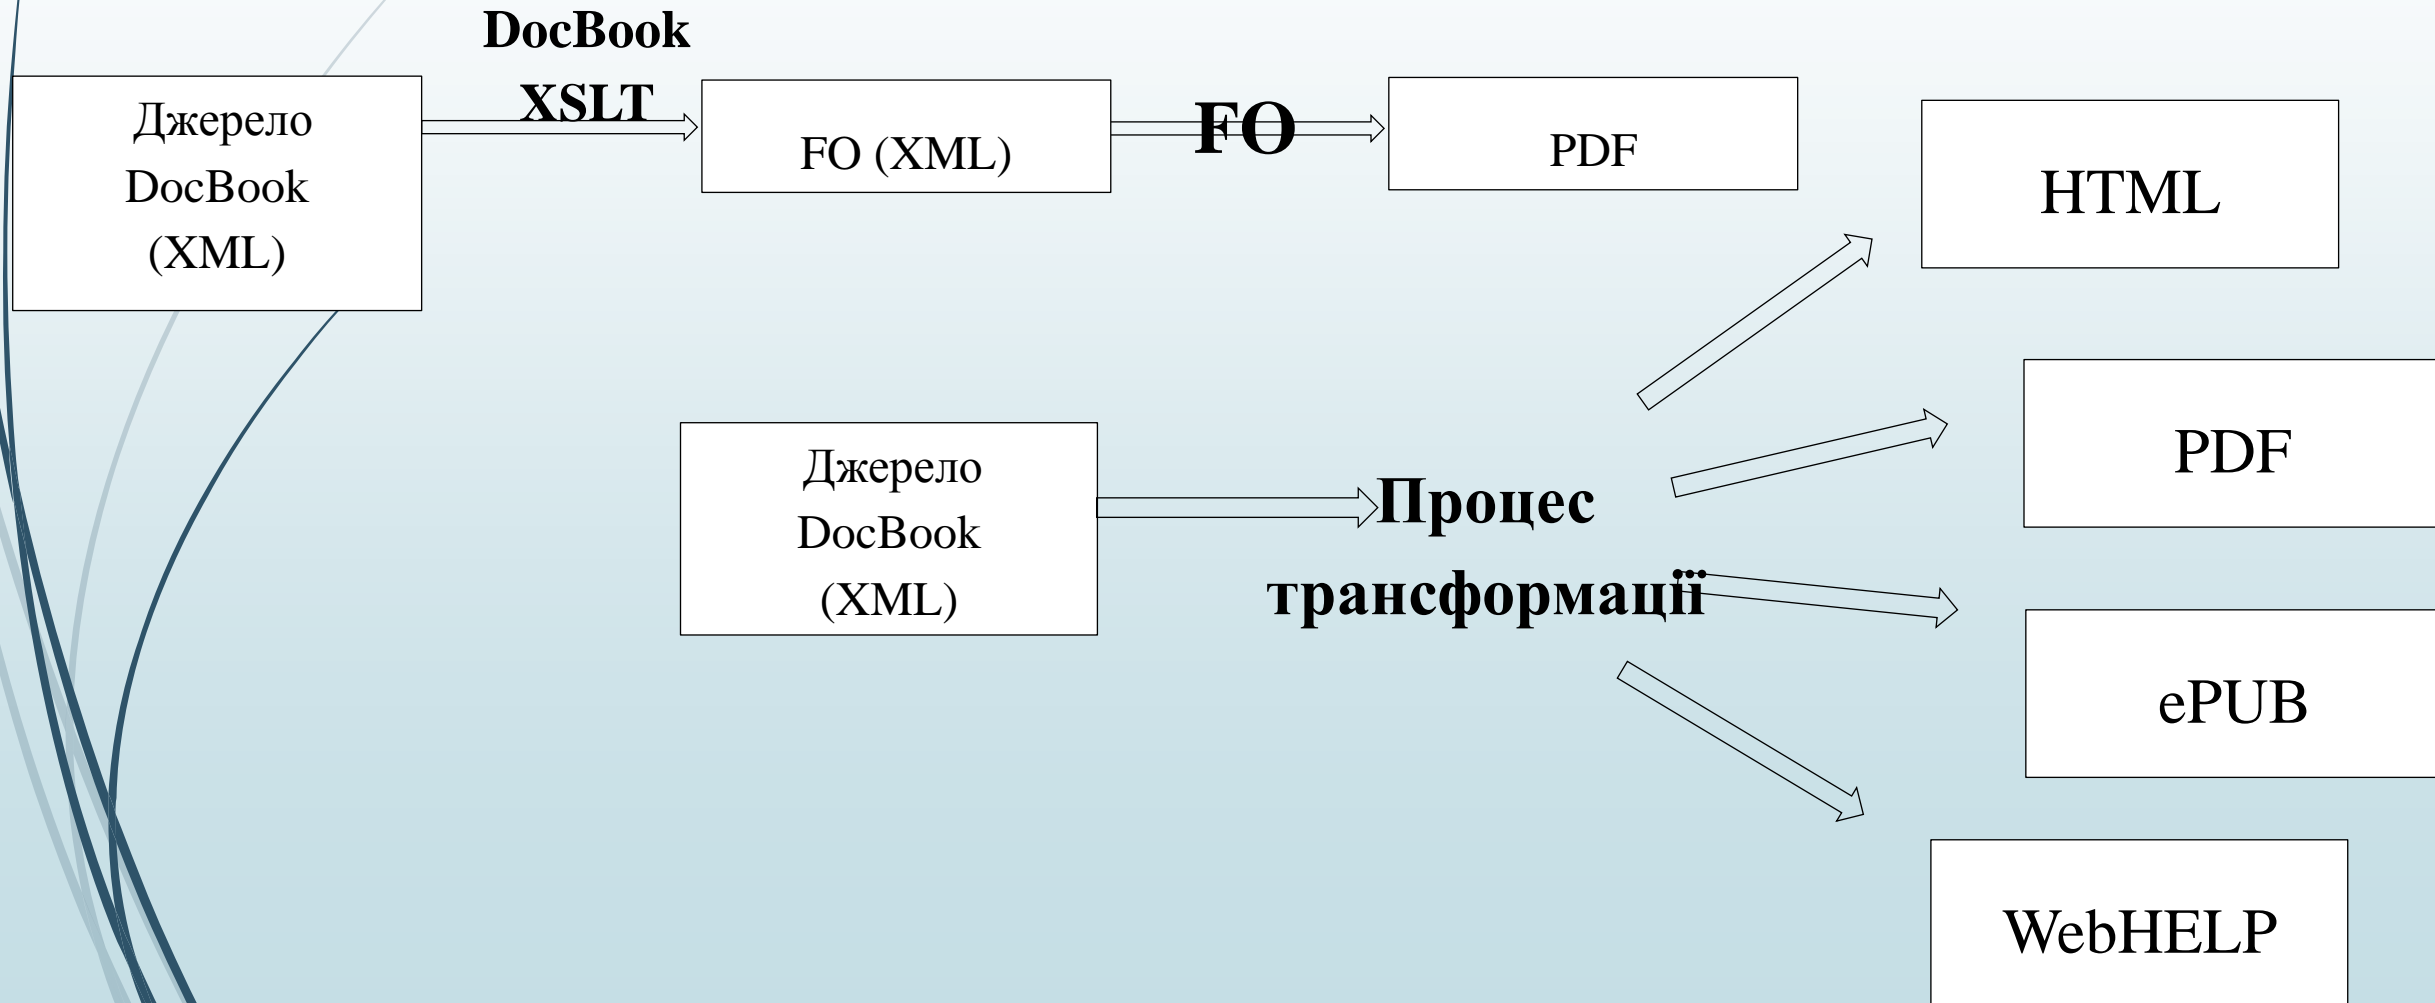 DocBook
XSLT
Джерело
DocBook
(XML)
FO (XML)
FO
PDF
HTML
Джерело
DocBook
(XML)
Процес
трансформації
PDF
ePUB
WebHELP